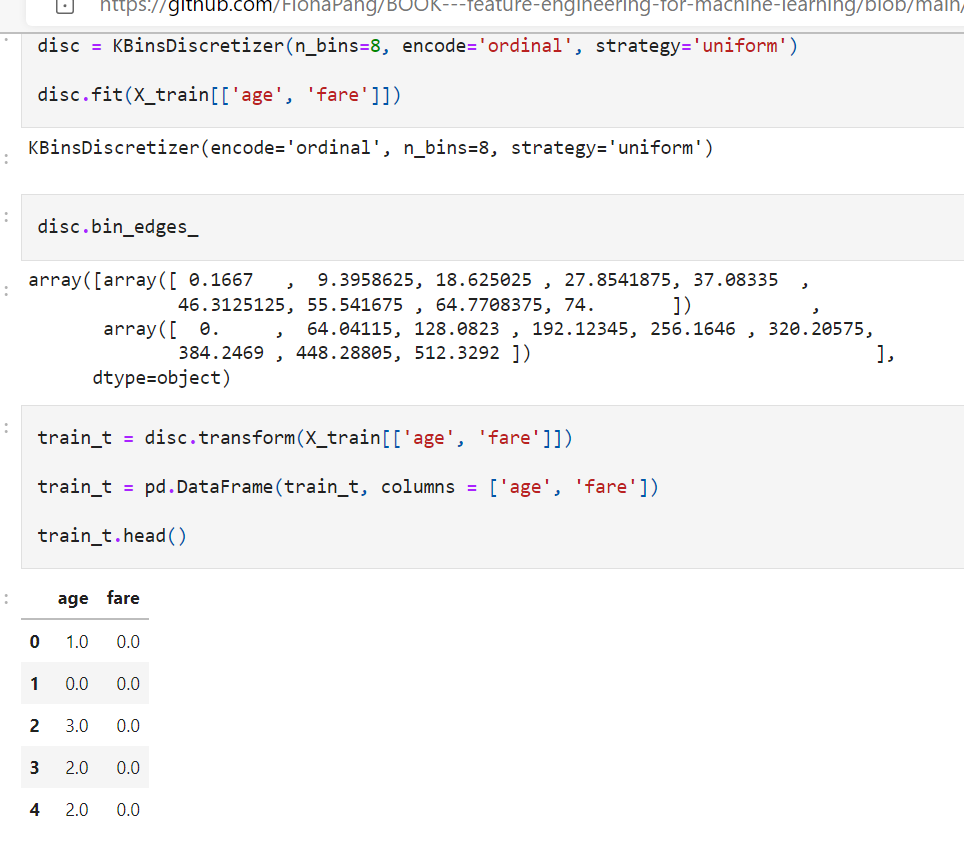 https://github.com/FionaPang/BOOK---feature-engineering-for-machine-learning/blob/main/
disc = KBinsDiscretizer(n_bins=8, encode='ordinal', strategy='uniform')
disc.fit(X_train[['age', 'fare']])
KBinsDiscretizer(encode='ordinal', n_bins=8, strategy='uniform')
disc.bin_edges_
array([array([ 0.1667   ,  9.3958625, 18.625025 , 27.8541875, 37.08335  ,
       46.3125125, 55.541675 , 64.7708375, 74.       ])          ,
       array([  0.     ,  64.04115, 128.0823 , 192.12345, 256.1646 , 320.20575,
       384.2469 , 448.28805, 512.3292 ])                            ],
      dtype=object)
train_t = disc.transform(X_train[['age', 'fare']])
train_t = pd.DataFrame(train_t, columns = ['age', 'fare'])
train_t.head()
age fare
0 1.0 0.0
1 0.0 0.0
2 3.0 0.0
3 2.0 0.0
4 2.0 0.0